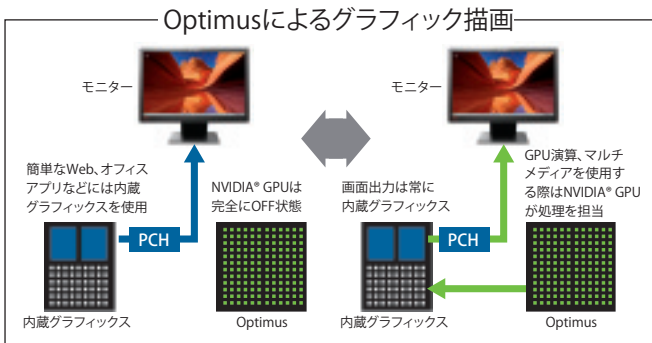 Optimusによるグラフィック描画
モニター
簡単なWeb、オフィス
アプリなどには内蔵
グラフィックスを使用
NVIDIA® GPUは
完全にOFF状態
PCH
内蔵グラフィックス
Optimus
モニター
画面出力は常に
内蔵グラフィックス
GPU演算、マルチ
メディアを使用す
る際はNVIDIA® GPU
が処理を担当
PCH
内蔵グラフィックス
Optimus